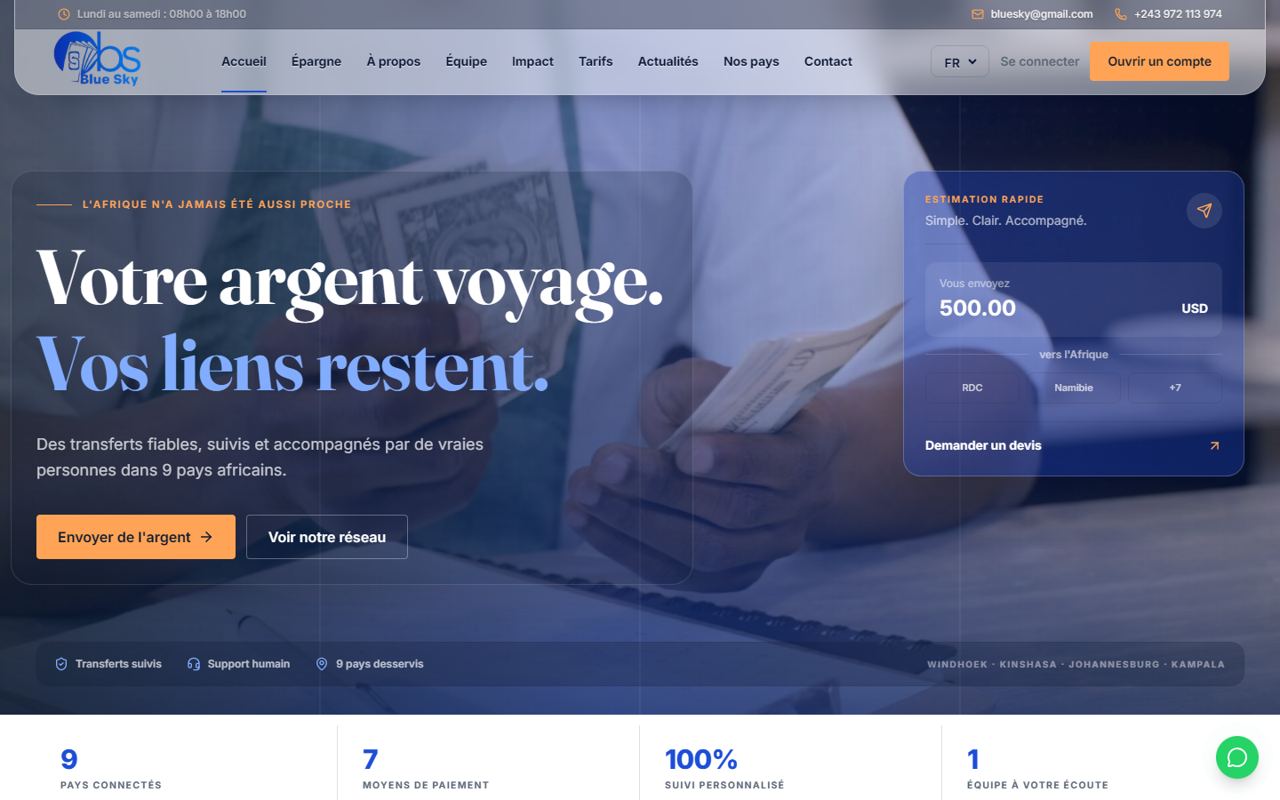 Lundi au samedi : 08h00 à 18h00
bluesky@gmail.com
+243 972 113 974
bs
Blue Sky
Accueil
Épargne
À propos
Équipe
Impact
Tarifs
Actualités
Nos pays
Contact
FR
Se connecter
Ouvrir un compte
L'AFRIQUE N'A JAMAIS ÉTÉ AUSSI PROCHE
Votre argent voyage.
Vos liens restent.
Des transferts fiables, suivis et accompagnés par de vraies
personnes dans 9 pays africains.
Envoyer de l'argent
Voir notre réseau
ESTIMATION RAPIDE
Simple. Clair. Accompagné.
Vous envoyez
500.00
USD
vers l'Afrique
RDC
Namibie
+7
Demander un devis
Transferts suivis
Support humain
9 pays desservis
WINDHOEK - KINSHASA - JOHANNESBURG - KAMPALA
9
PAYS CONNECTÉS
7
MOYENS DE PAIEMENT
100%
SUIVI PERSONNALISÉ
1
ÉQUIPE À VOTRE ÉCOUTE